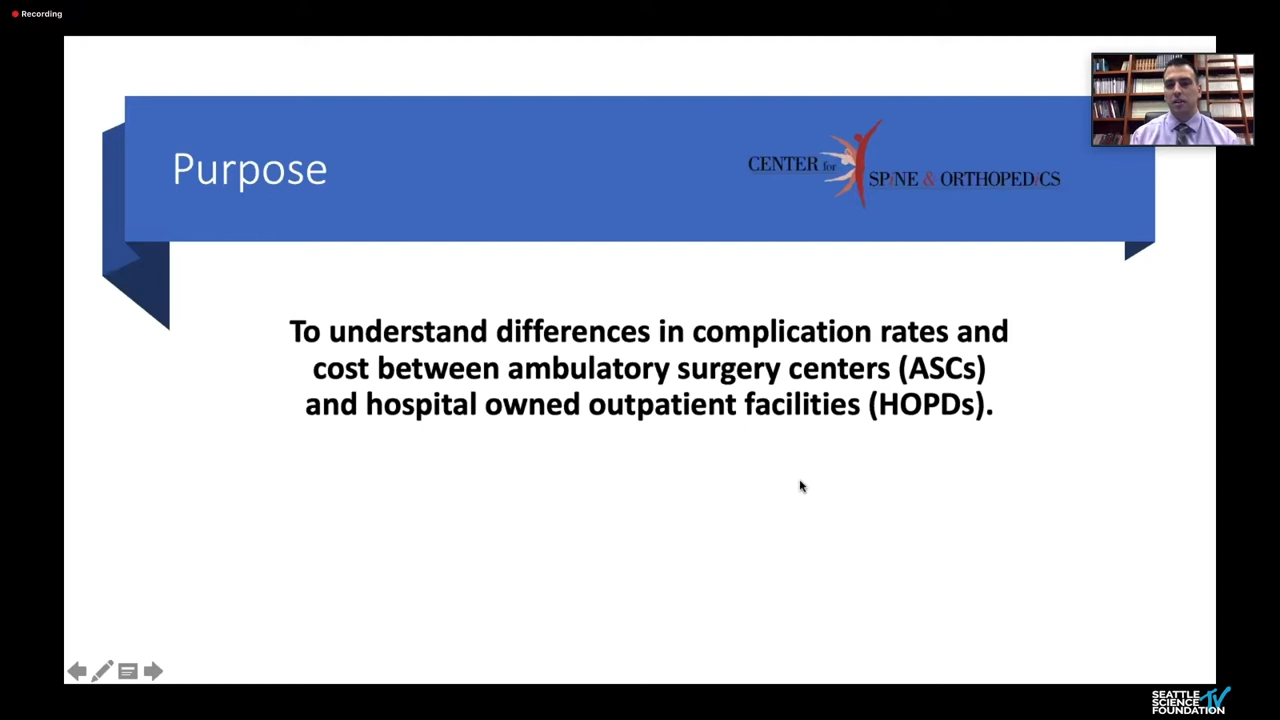 Recording
Purpose
CENTER for
SPiNE & ORTHOPEDiCS
To understand differences in complication rates and
cost between ambulatory surgery centers (ASCs)
and hospital owned outpatient facilities (HOPDs).
SEATTLE
SCIENCE
FOUNDATION
TV